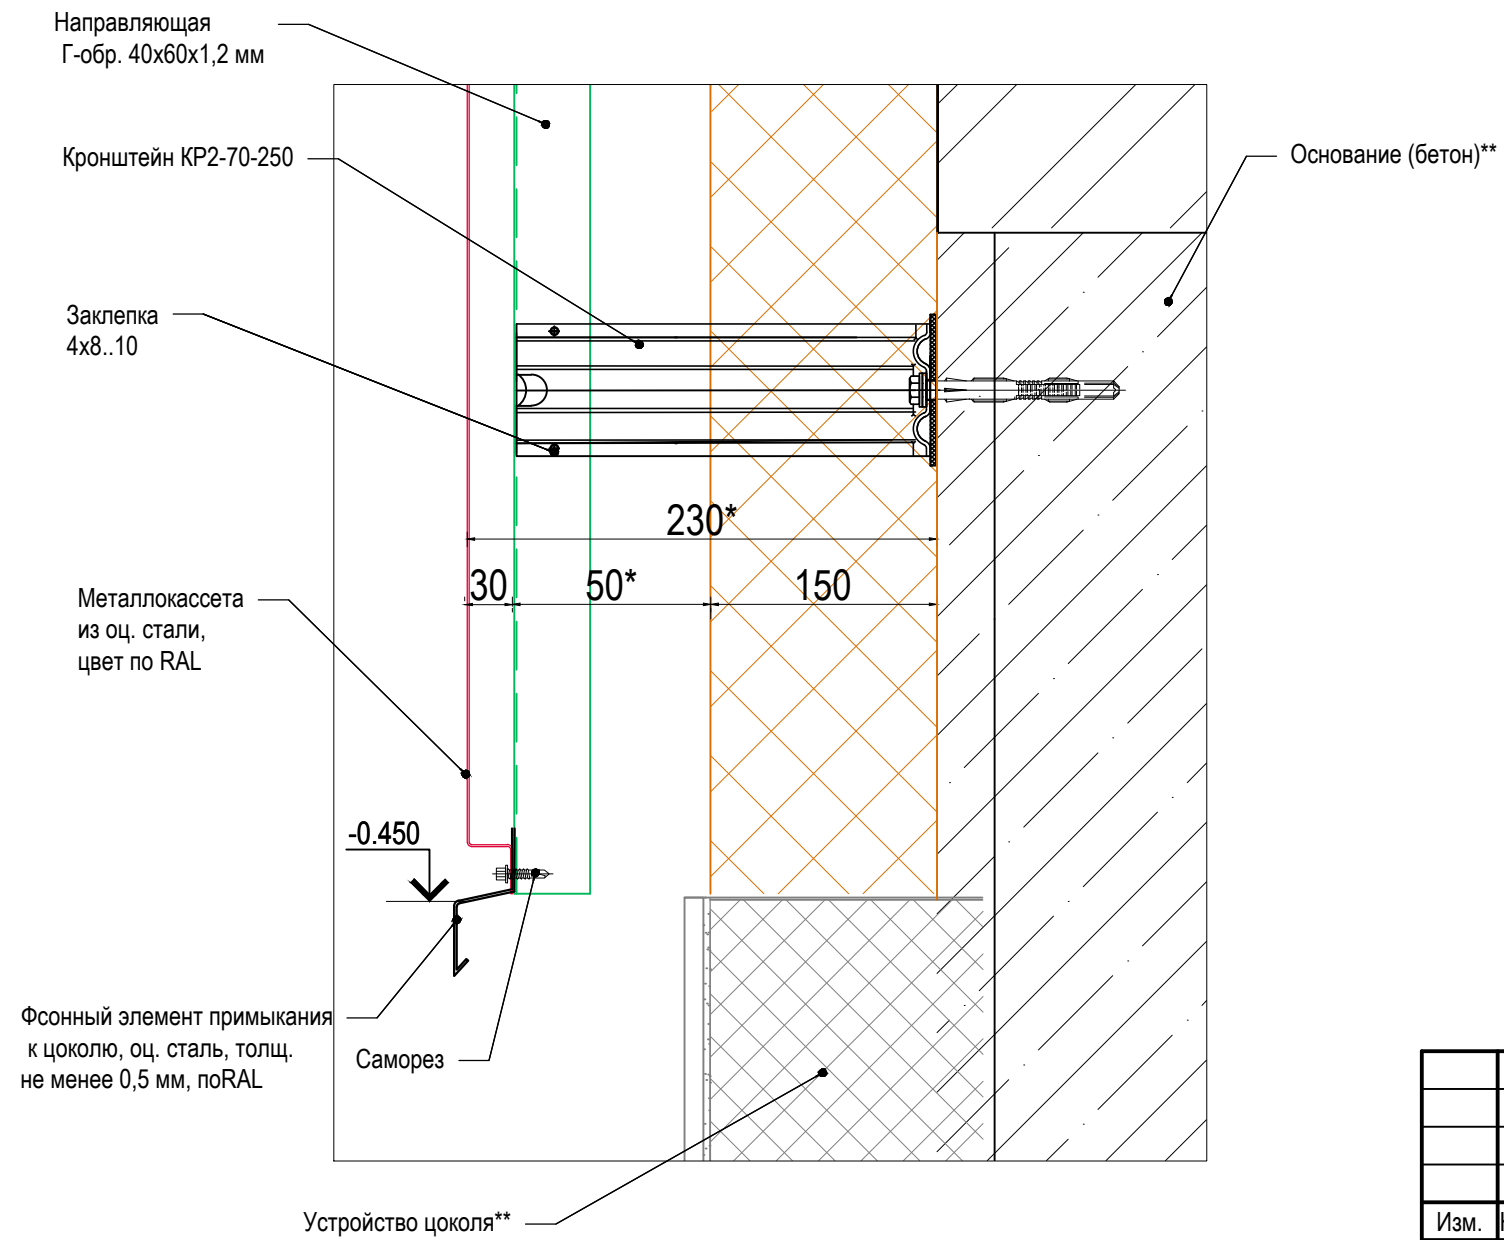 Направляющая
Г-обр. 40х60х1,2 мм
Кронштейн КР2-70-250
Основание (бетон)**
Заклепка
4х8..10
230*
30
50*
150
Металлокассета
из оц. стали,
цвет по RAL
-0.450
Фсонный элемент примыкания
к цоколю, оц. сталь, толщ.
не менее 0,5 мм, поRAL
Саморез
Устройство цоколя**
Изм.